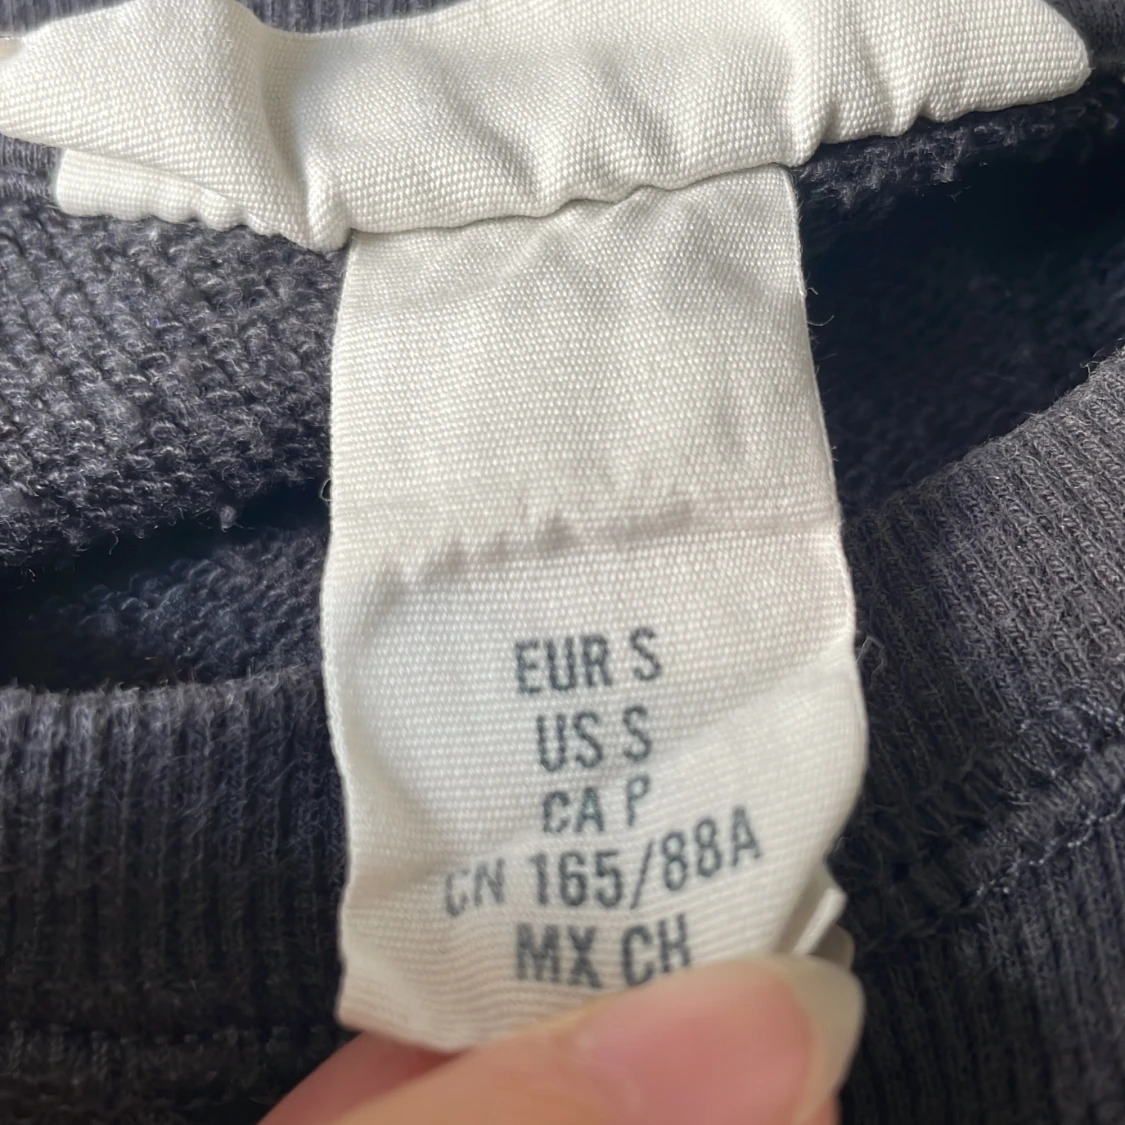 EUR S
US S
CA P
CN 165/88A
MX CH